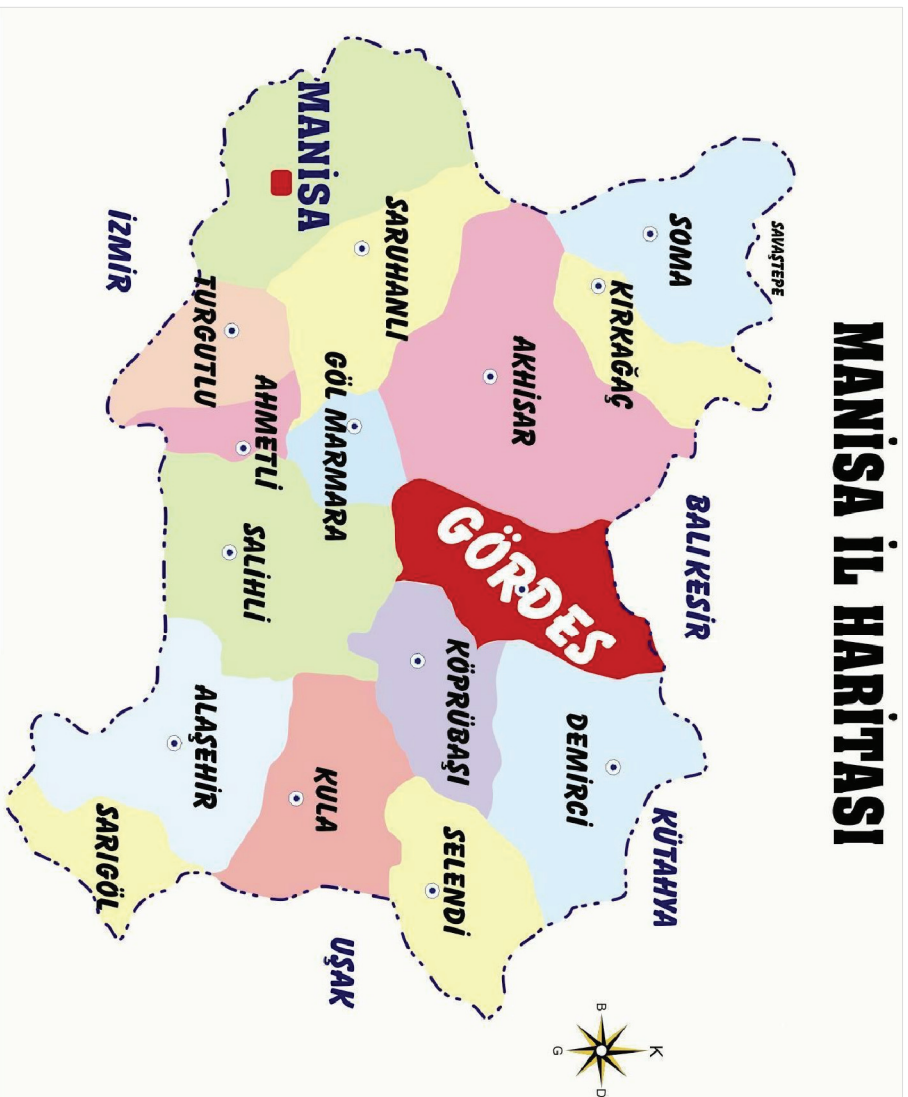 MANİSA İL HARİTASI
SAVAŞTEPE
SOMA
KIRKAĞAÇ
BALIKESİR
AKHİSAR
GÖRDES
DEMİRCİ
KÜTAHYA
MANİSA
SARUHANLI
GÖL MARMARA
KÖPRÜBAŞI
SELENDİ
TURGUTLU
AHMETLİ
SALİHLİ
KULA
UŞAK
İZMİR
ALAŞEHİR
SARIGÖL
K
B
D
G